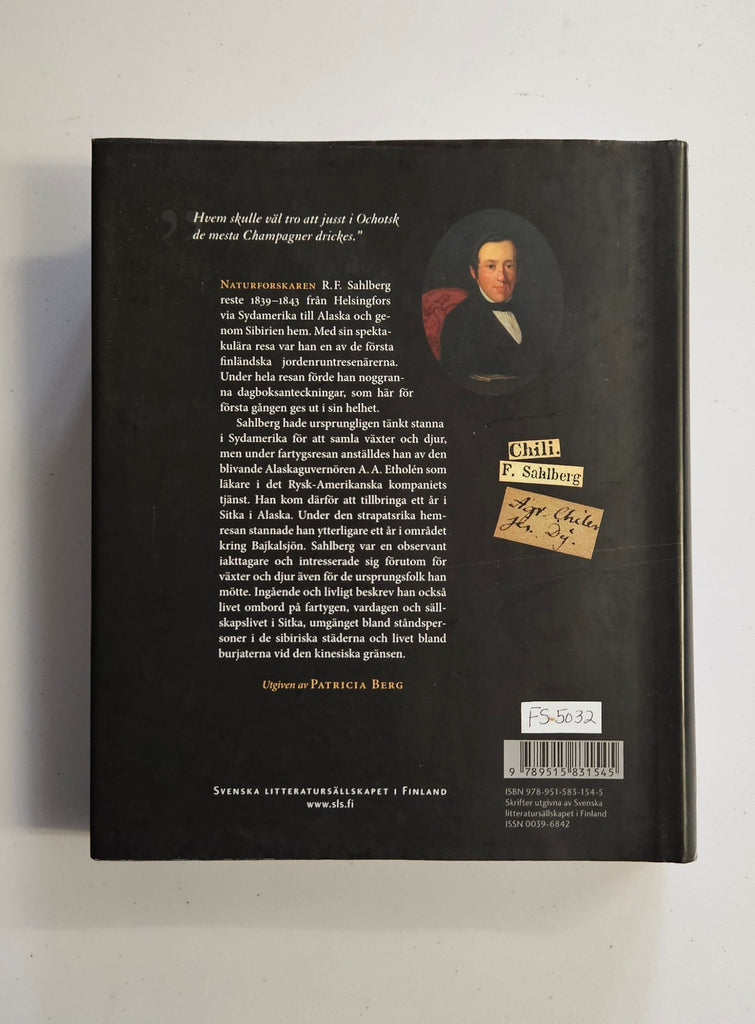 ”Hvem skulle väl tro att jusst i Ochotsk
de mesta Champagner drickes.”
Naturforskaren R.F. Sahlberg
reste 1839–1843 från Helsingfors
via Sydamerika till Alaska och ge-
nom Sibirien hem. Med sin spekta-
kulära resa var han en av de första
finländska jordenruntresenärerna.
Under hela resan förde han noggran-
na dagboksanteckningar, som här för
första gången ges ut i sin helhet.
Sahlberg hade ursprungligen tänkt stanna
i Sydamerika för att samla växter och djur,
men under fartygsresan anställdes han av den
blivande Alaskaguvernören A. A. Etholén som
läkare i det Rysk-Amerikanska kompaniets
tjänst. Han kom därför att tillbringa ett år i
Sitka i Alaska. Under den strapatsrika hem-
resan stannade han ytterligare ett år i området
kring Bajkalsjön. Sahlberg var en observant
iakttagare och intresserade sig förutom för
växter och djur även för de ursprungsfolk han
mötte. Ingående och livligt beskrev han också
livet ombord på fartygen, vardagen och säll-
skapslivet i Sitka, umgänget bland ståndsper-
soner i de sibiriska städerna och livet bland
burjaterna vid den kinesiska gränsen.
Utgiven av Patricia Berg
Svenska litteratursällskapet i Finland
www.sls.fi
Chili.
F. Sahlberg
FS-5032
9 789515 831545
ISBN 978-951-583-154-5
Skrifter utgivna av Svenska
litteratursällskapet i Finland
ISSN 0039-6842